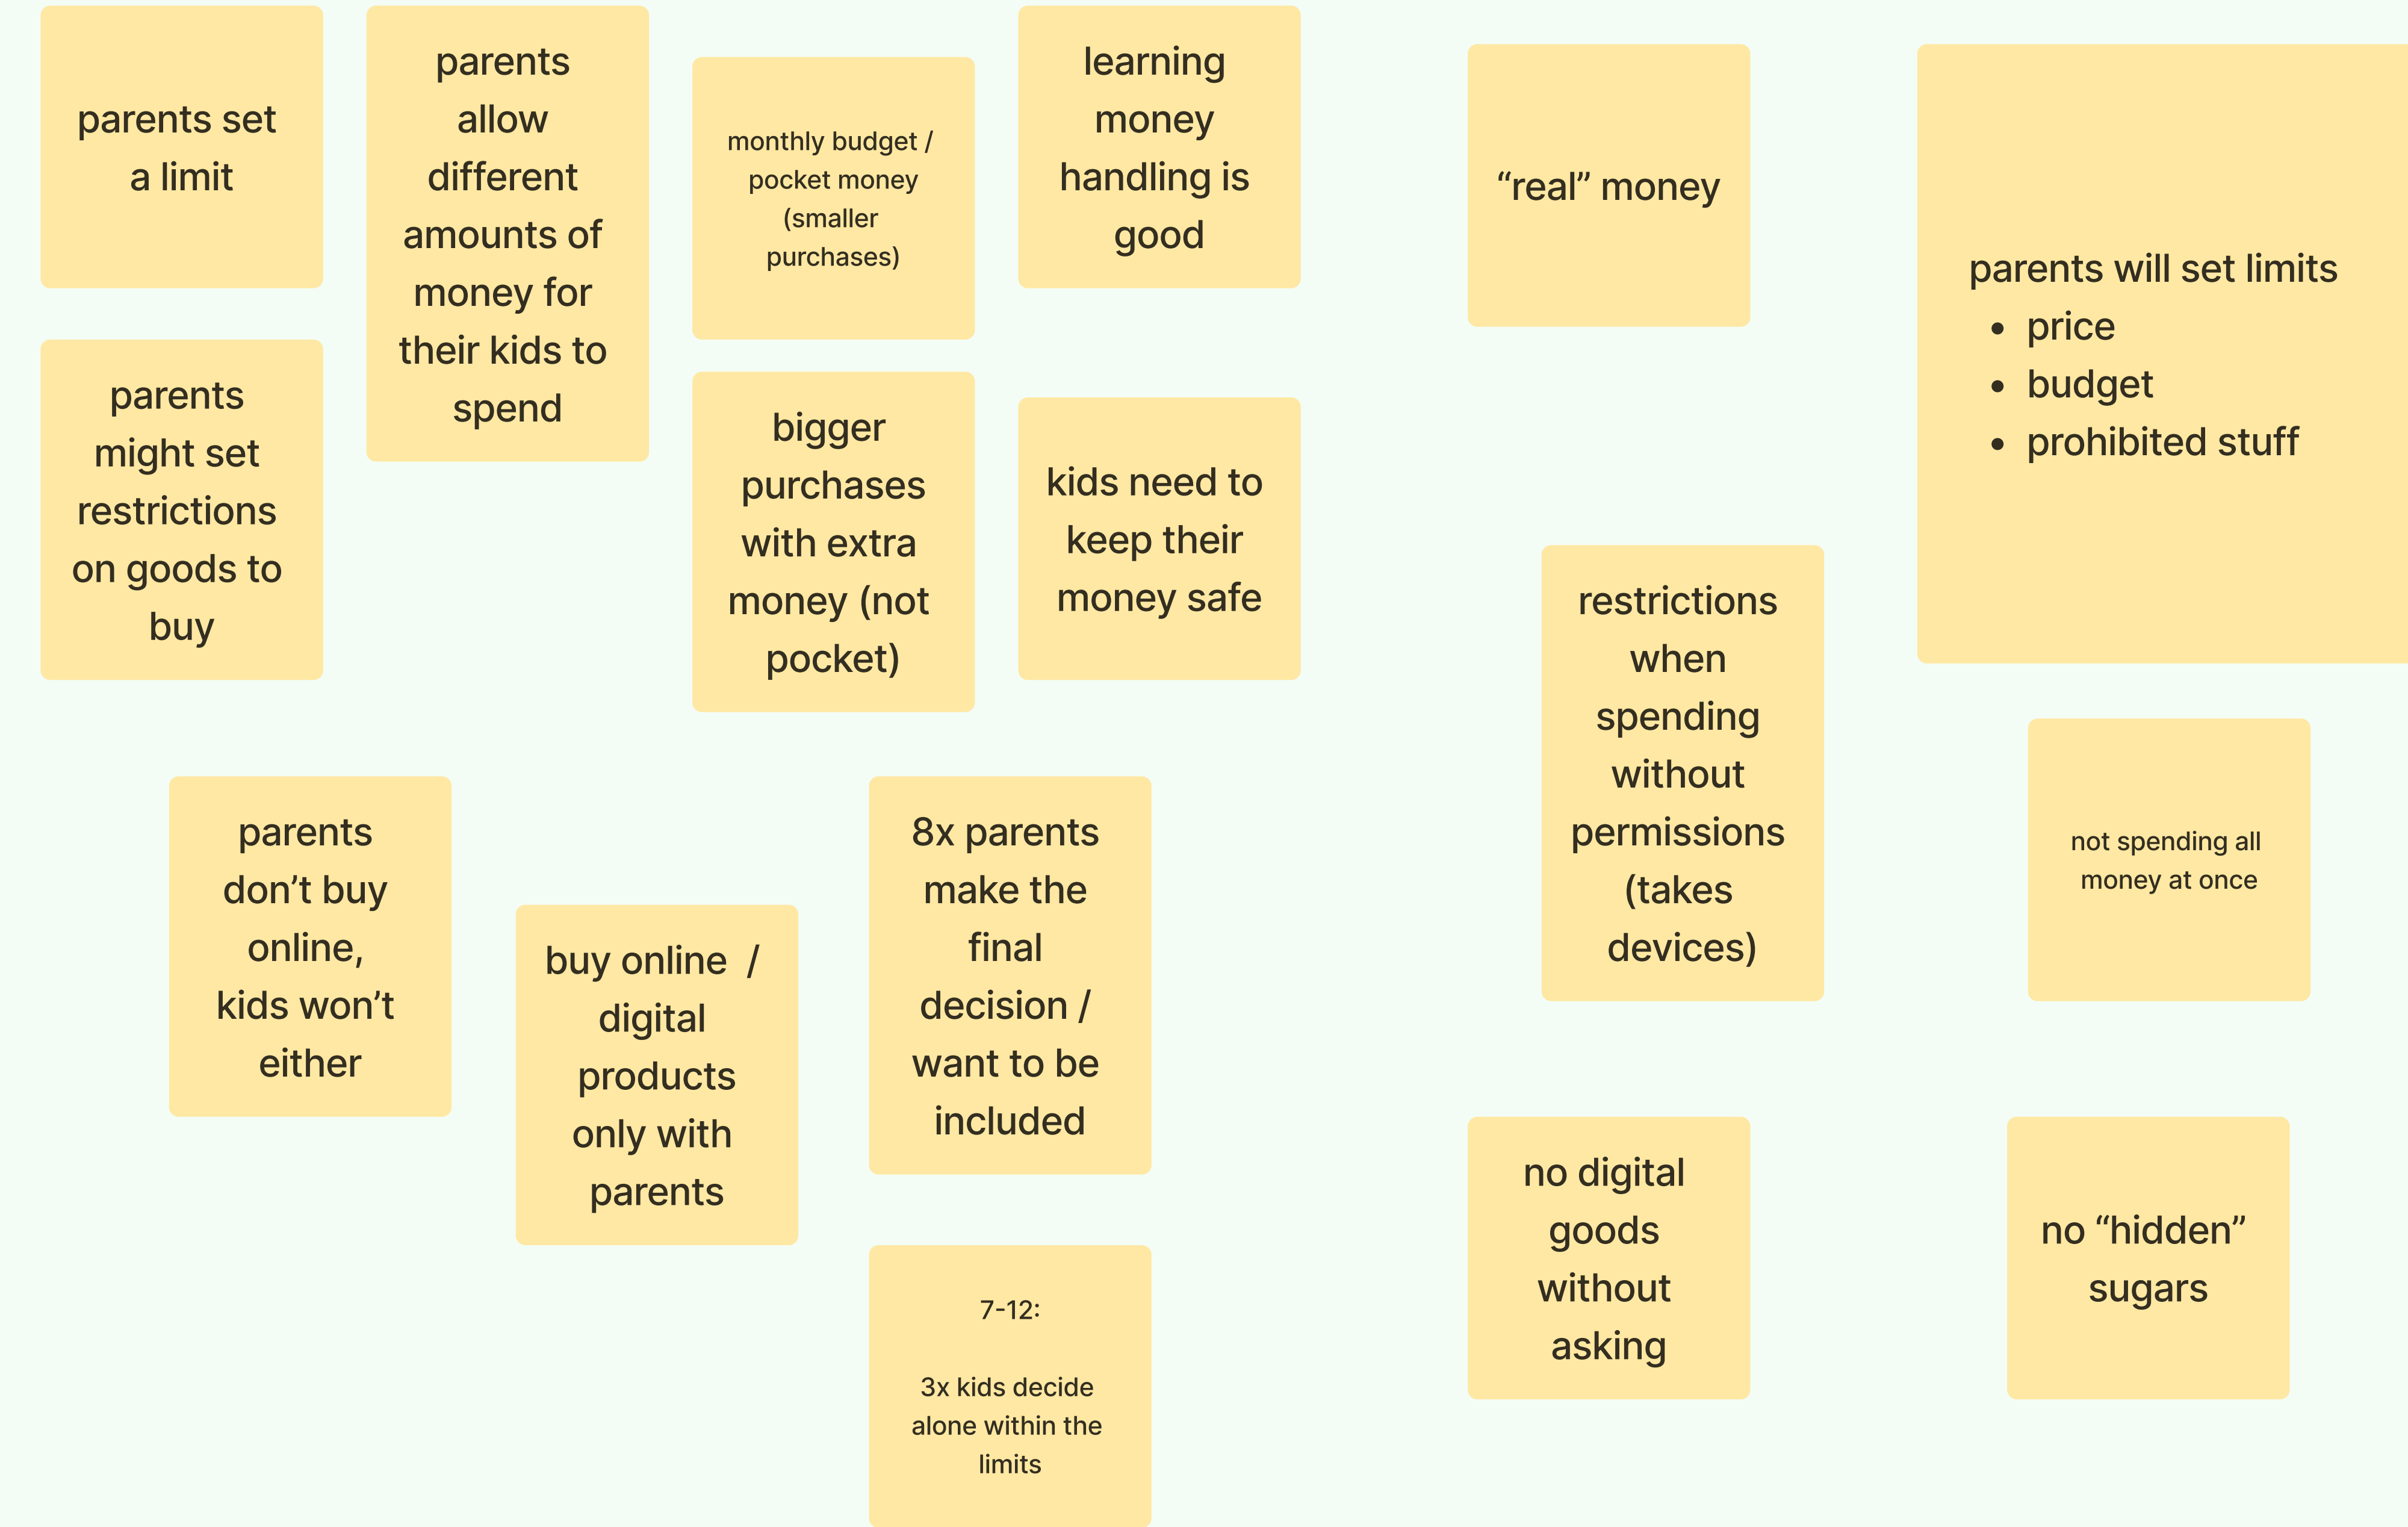 parents set
a limit
parents
allow
different
amounts of
money for
their kids to
spend
monthly budget /
pocket money
(smaller
purchases)
learning
money
handling is
good
“real” money
parents will set limits
• price
• budget
• prohibited stuff
parents
might set
restrictions
on goods to
buy
bigger
purchases
with extra
money (not
pocket)
kids need to
keep their
money safe
restrictions
when
spending
without
permissions
(takes
devices)
not spending all
money at once
parents
don’t buy
online,
kids won’t
either
buy online /
digital
products
only with
parents
8x parents
make the
final
decision /
want to be
included
no digital
goods
without
asking
no “hidden”
sugars
7-12:
3x kids decide
alone within the
limits